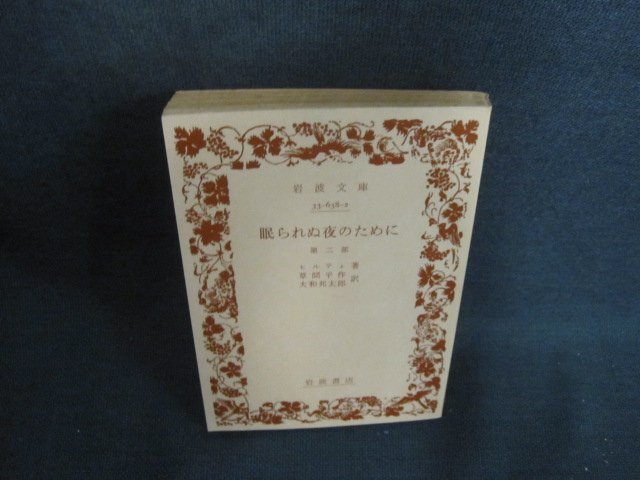 岩波文庫
33-638-2
眠られぬ夜のために
第二部
ヒルティ著
草間平作
大和邦太郎 訳
岩波書店